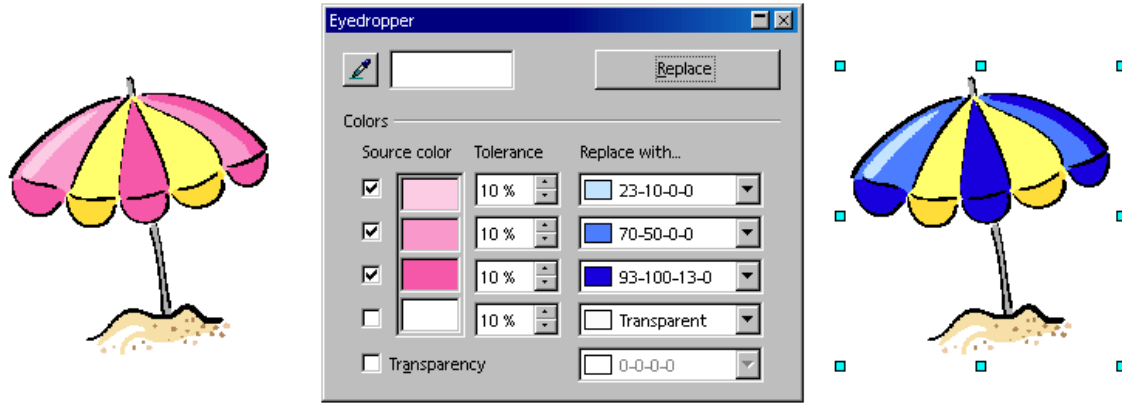 Eyedropper
Replace
Colors
Source color Tolerance Replace with...
10 % 23-10-0-0
10 % 70-50-0-0
10 % 93-100-13-0
10 % Transparent
Transparency 0-0-0-0